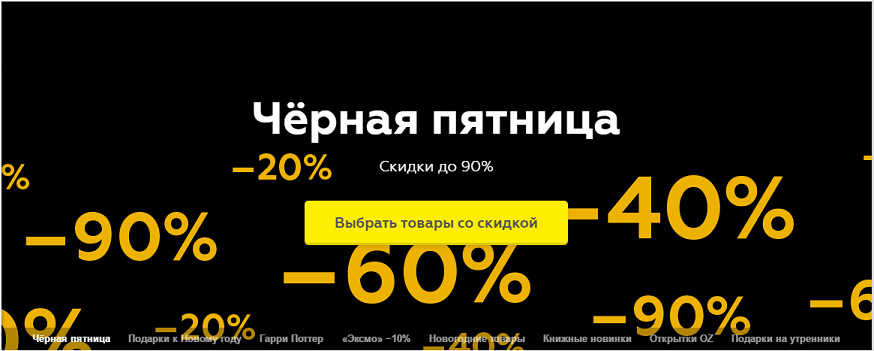 Чёрная пятница
−20%
Скидки до 90%
%
−40%
Выбрать товары со скидкой
−90%
−60%
−90%
−20%
−40%
Чёрная пятница Подарки к Новому году Гарри Поттер «Эксмо» −10% Новогодние товары Книжные новинки Открытки OZ Подарки на утренники